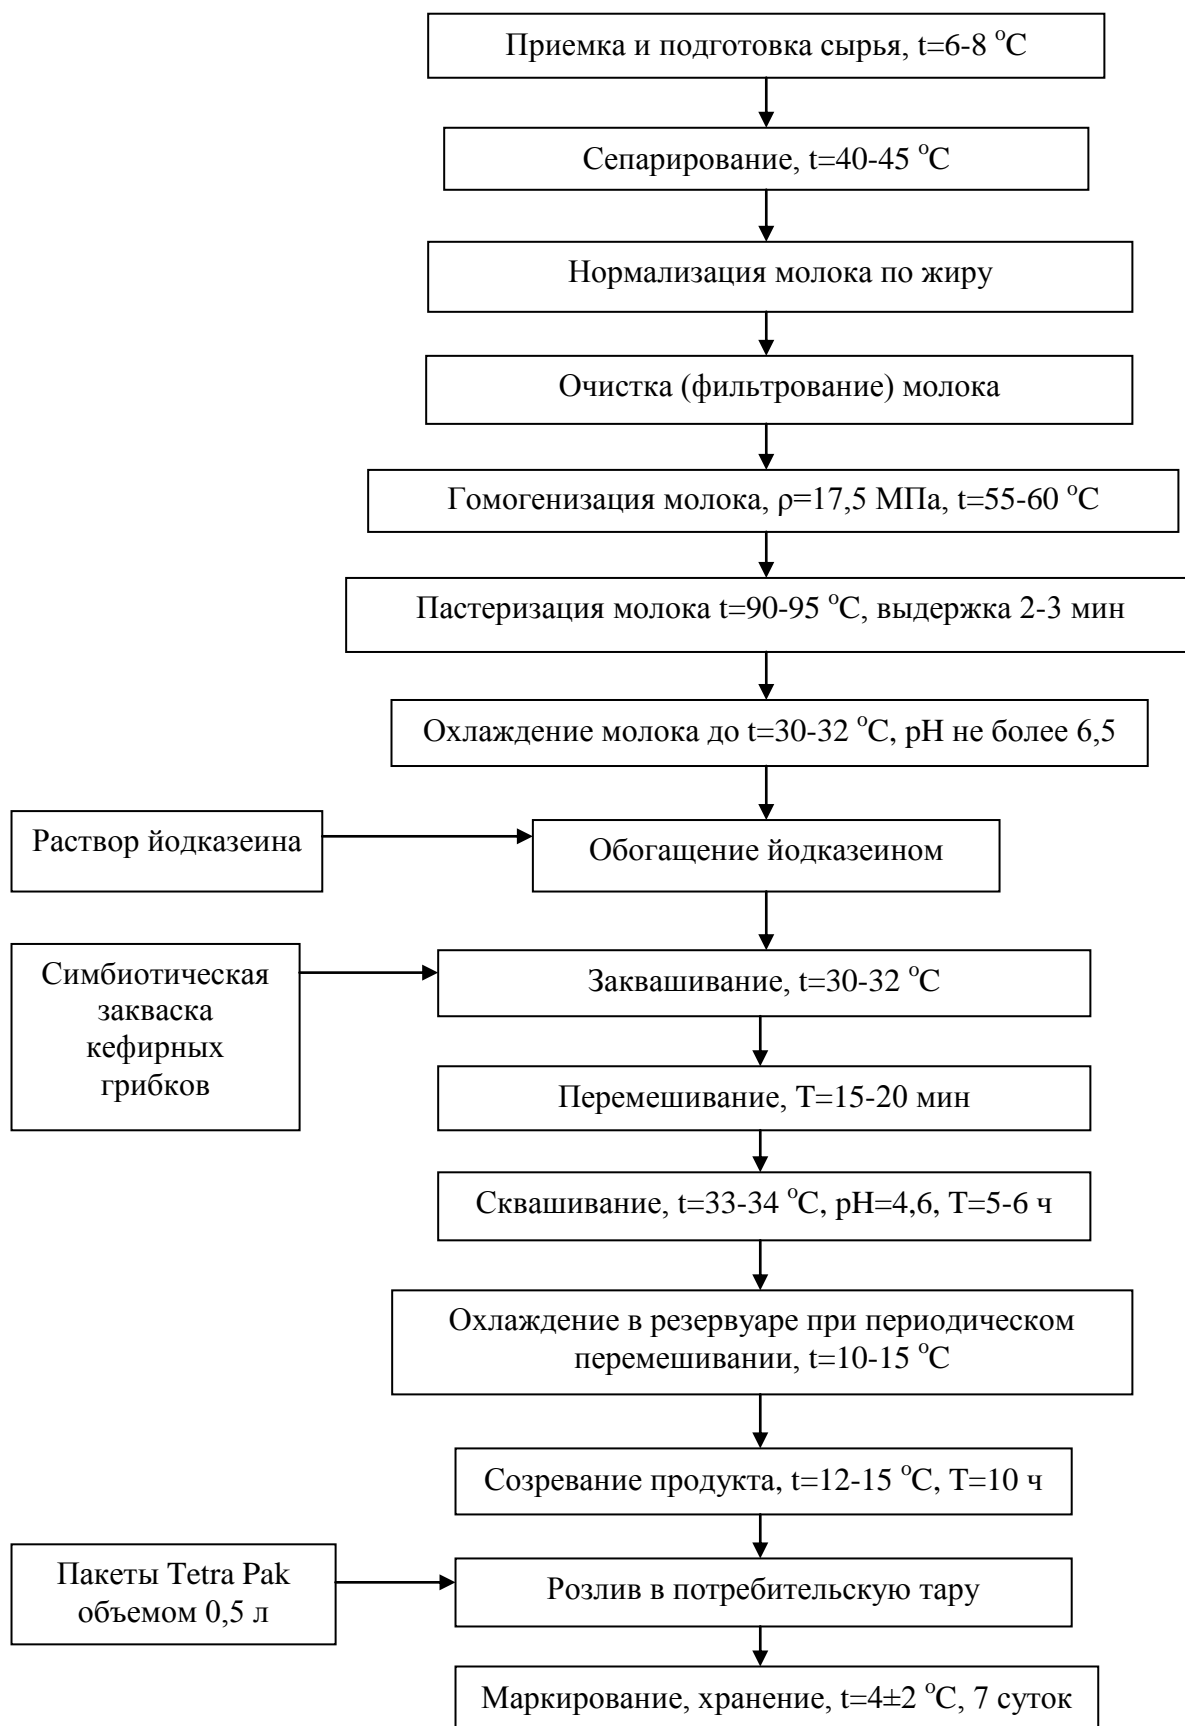 Приемка и подготовка сырья, t=6-8 °С
Сепарирование, t=40-45 °С
Нормализация молока по жиру
Очистка (фильтрование) молока
Гомогенизация молока, ρ=17,5 МПа, t=55-60 °С
Пастеризация молока t=90-95 °С, выдержка 2-3 мин
Охлаждение молока до t=30-32 °С, рН не более 6,5
Раствор йодказеина
Обогащение йодказеином
Симбиотическая
закваска
кефирных
грибков
Заквашивание, t=30-32 °С
Перемешивание, Т=15-20 мин
Сквашивание, t=33-34 °С, рН=4,6, Т=5-6 ч
Охлаждение в резервуаре при периодическом
перемешивании, t=10-15 °С
Созревание продукта, t=12-15 °С, Т=10 ч
Пакеты Tetra Pak
объемом 0,5 л
Розлив в потребительскую тару
Маркирование, хранение, t=4±2 °С, 7 суток